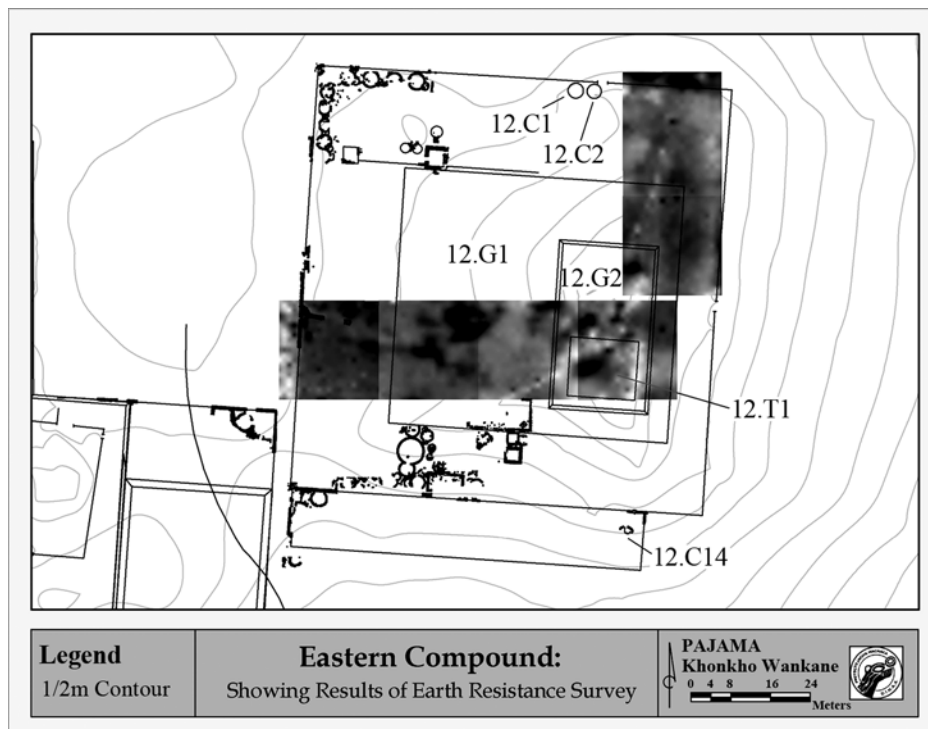 12.C1
12.C2
12.G1
12.G2
12.T1
12.C14
Legend
1/2m Contour
Eastern Compound:
Showing Results of Earth Resistance Survey
PAJAMA
Khonkho Wankane
0 4 8 16 24
Meters